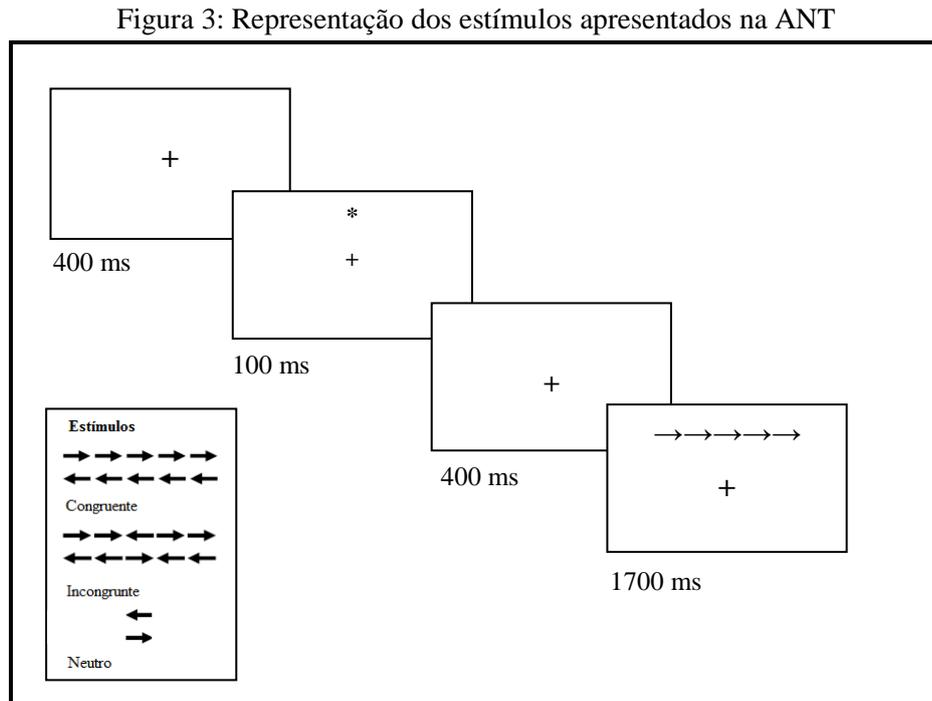 Figura 3: Representação dos estímulos apresentados na ANT
+
400 ms
*
+
100 ms
+
400 ms
→→→→→
+
1700 ms
Estímulos
→→→→→
←←←←←
Congruente
→→←→→
←←→←←
Incongrunte
←
→
Neutro